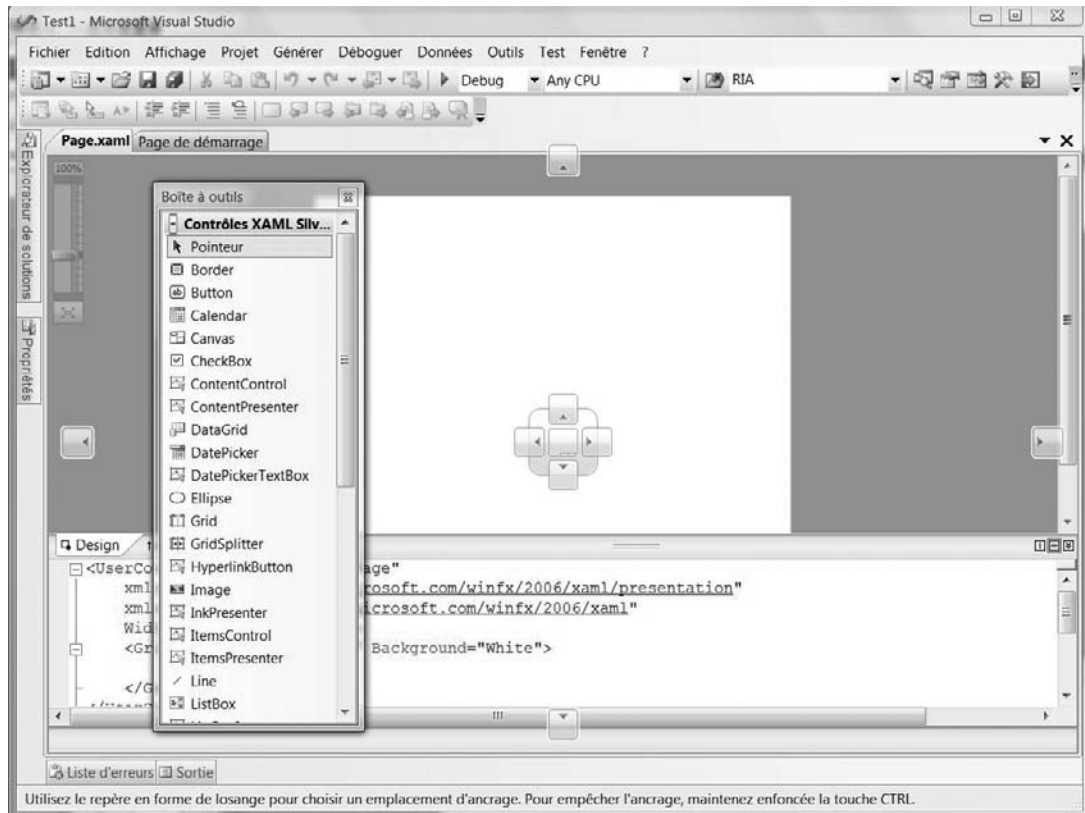 Test1 - Microsoft Visual Studio
Fichier Edition Affichage Projet Générer Déboguer Données Outils Test Fenêtre ?
Debug Any CPU RIA
Page.xaml Page de démarrage
Explorateur de solutions
Propriétés
100%
Boîte à outils
Contrôles XAML Silv...
Pointeur
Border
Button
Calendar
Canvas
CheckBox
ContentControl
ContentPresenter
DataGrid
DatePicker
DatePickerTextBox
Ellipse
Grid
GridSplitter
HyperlinkButton
Image
InkPresenter
ItemsControl
ItemsPresenter
Line
ListBox
Design
<UserCo age"
xml rosoft.com/winfx/2006/xaml/presentation"
xml icrosoft.com/winfx/2006/xaml"
Wid
<Gr Background="White">
</G
Liste d'erreurs Sortie
Utilisez le repère en forme de losange pour choisir un emplacement d'ancrage. Pour empêcher l'ancrage, maintenez enfoncée la touche CTRL.